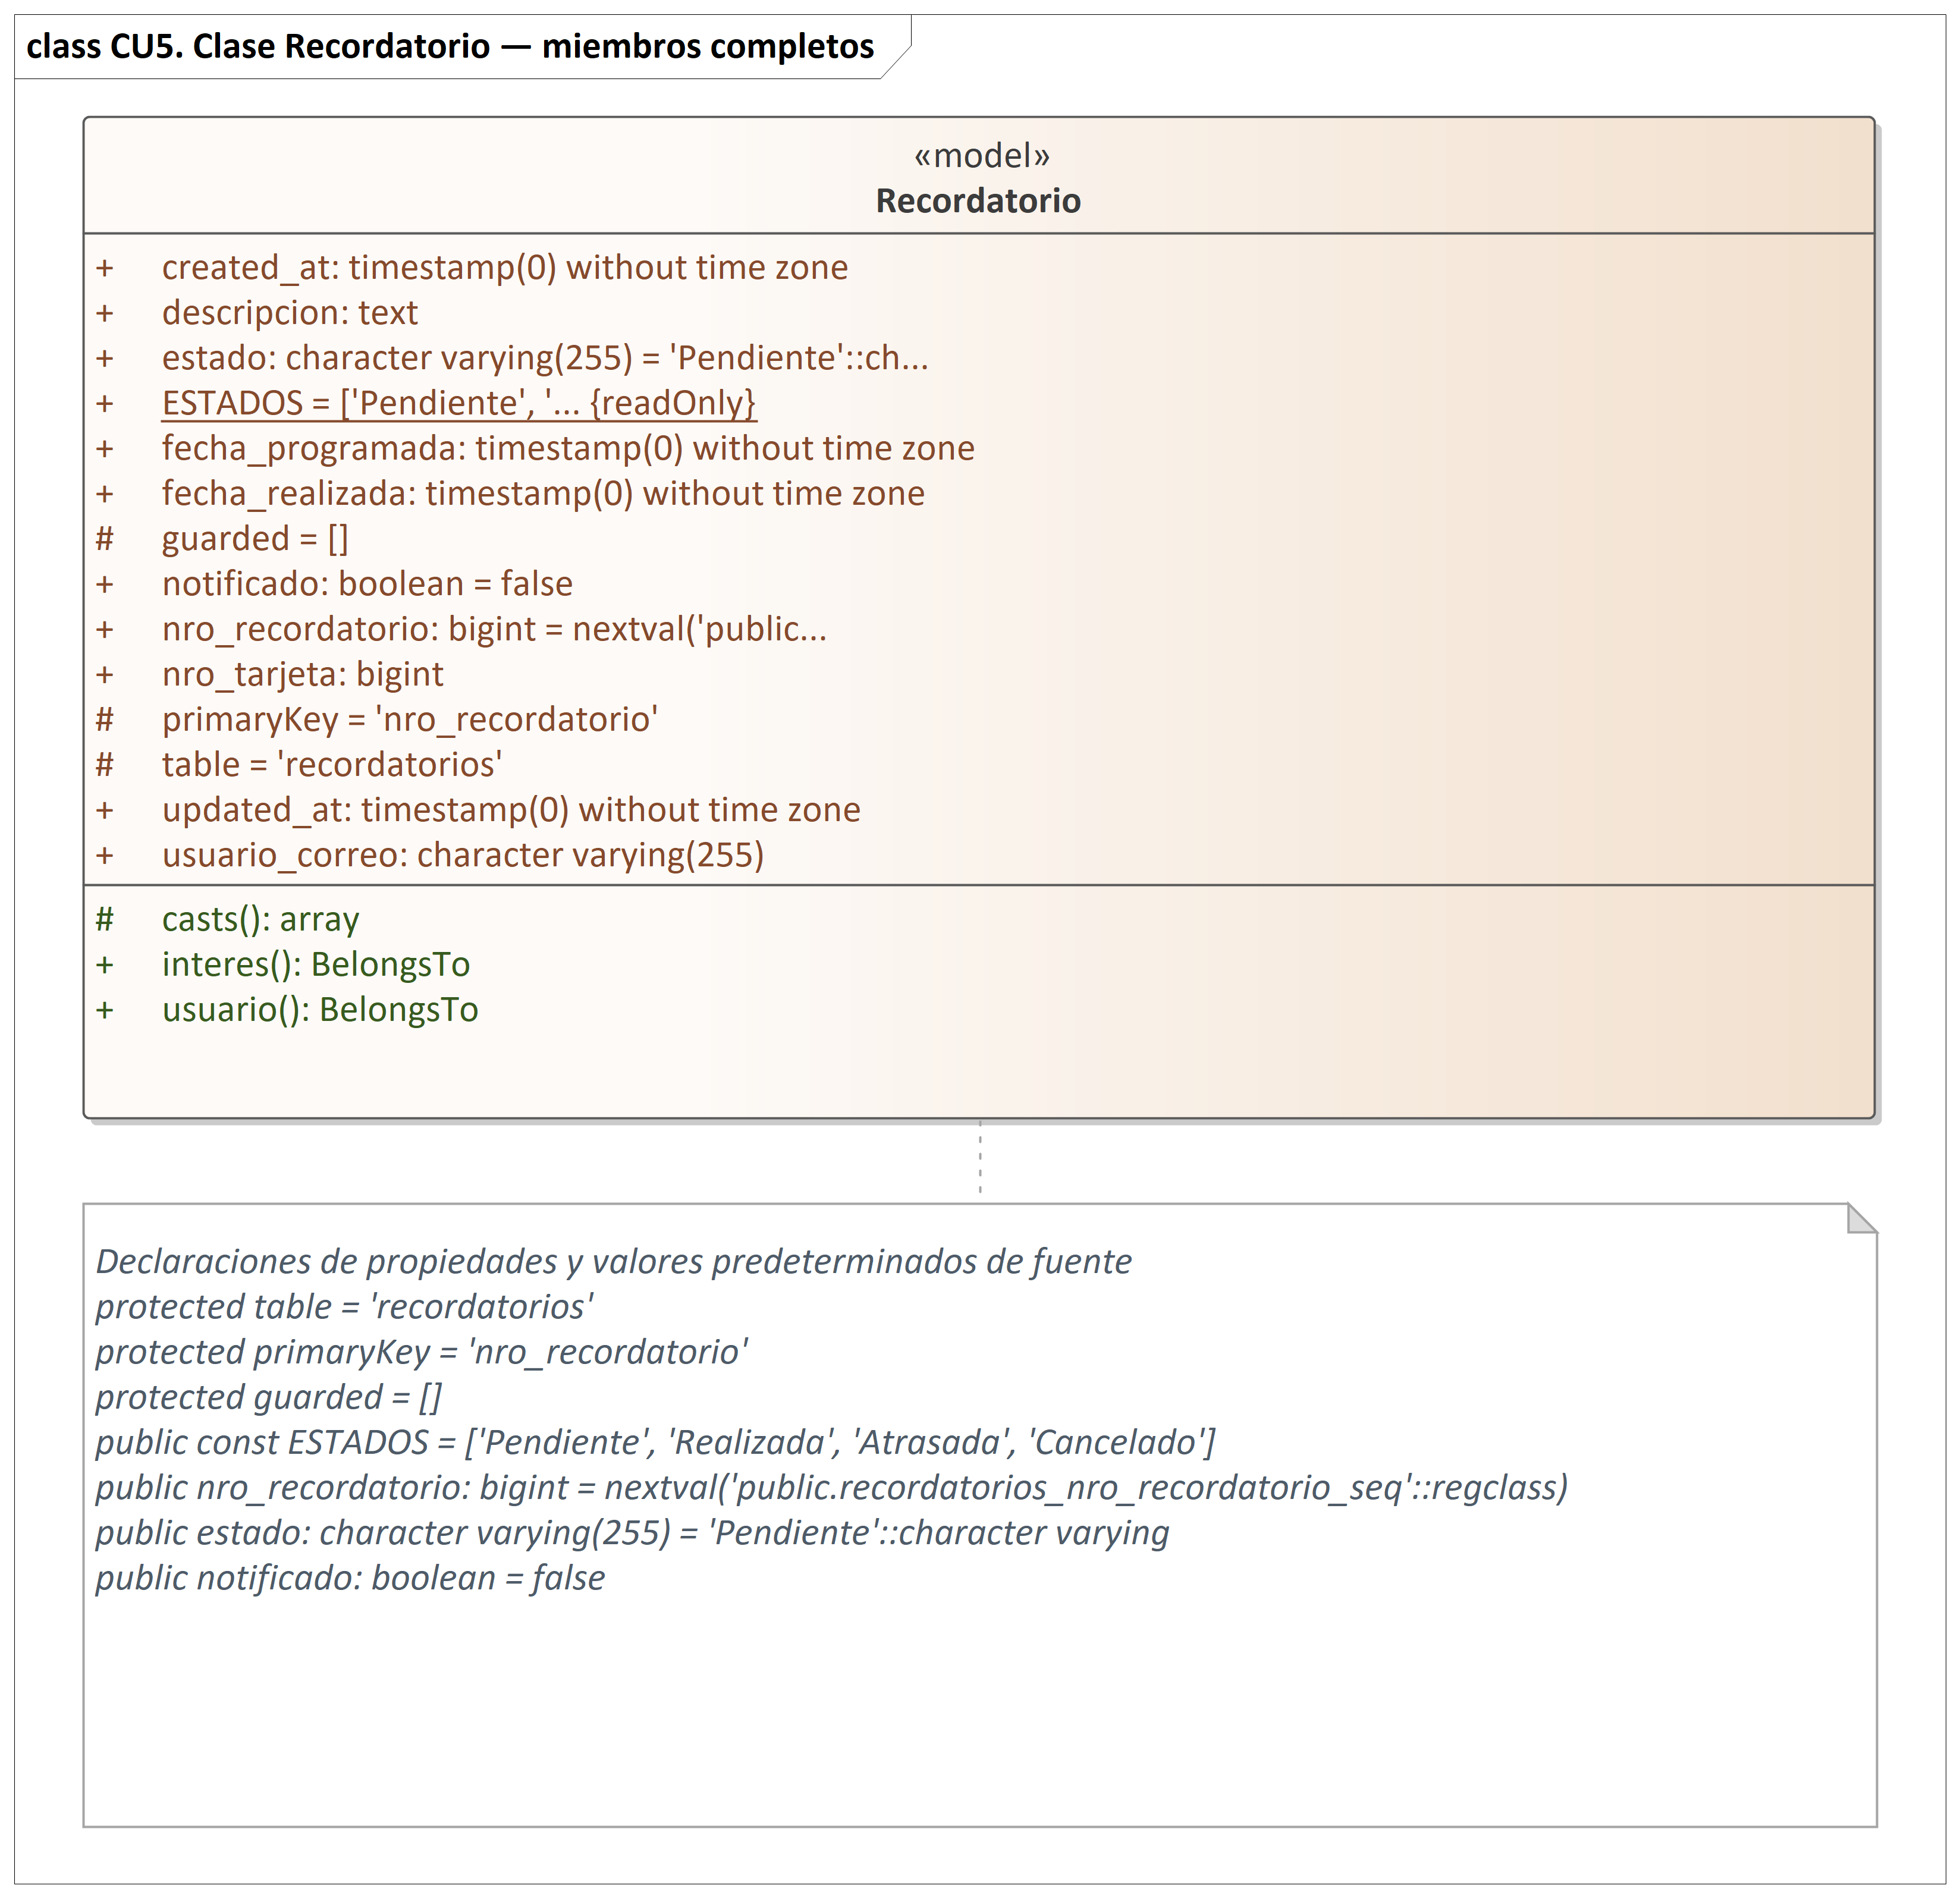 class CU5. Clase Recordatorio — miembros completos
«model»
Recordatorio
+ created_at: timestamp(0) without time zone
+ descripcion: text
+ estado: character varying(255) = 'Pendiente'::ch...
+ ESTADOS = ['Pendiente', '... {readOnly}
+ fecha_programada: timestamp(0) without time zone
+ fecha_realizada: timestamp(0) without time zone
# guarded = []
+ notificado: boolean = false
+ nro_recordatorio: bigint = nextval('public...
+ nro_tarjeta: bigint
# primaryKey = 'nro_recordatorio'
# table = 'recordatorios'
+ updated_at: timestamp(0) without time zone
+ usuario_correo: character varying(255)
# casts(): array
+ interes(): BelongsTo
+ usuario(): BelongsTo
Declaraciones de propiedades y valores predeterminados de fuente
protected table = 'recordatorios'
protected primaryKey = 'nro_recordatorio'
protected guarded = []
public const ESTADOS = ['Pendiente', 'Realizada', 'Atrasada', 'Cancelado']
public nro_recordatorio: bigint = nextval('public.recordatorios_nro_recordatorio_seq'::regclass)
public estado: character varying(255) = 'Pendiente'::character varying
public notificado: boolean = false